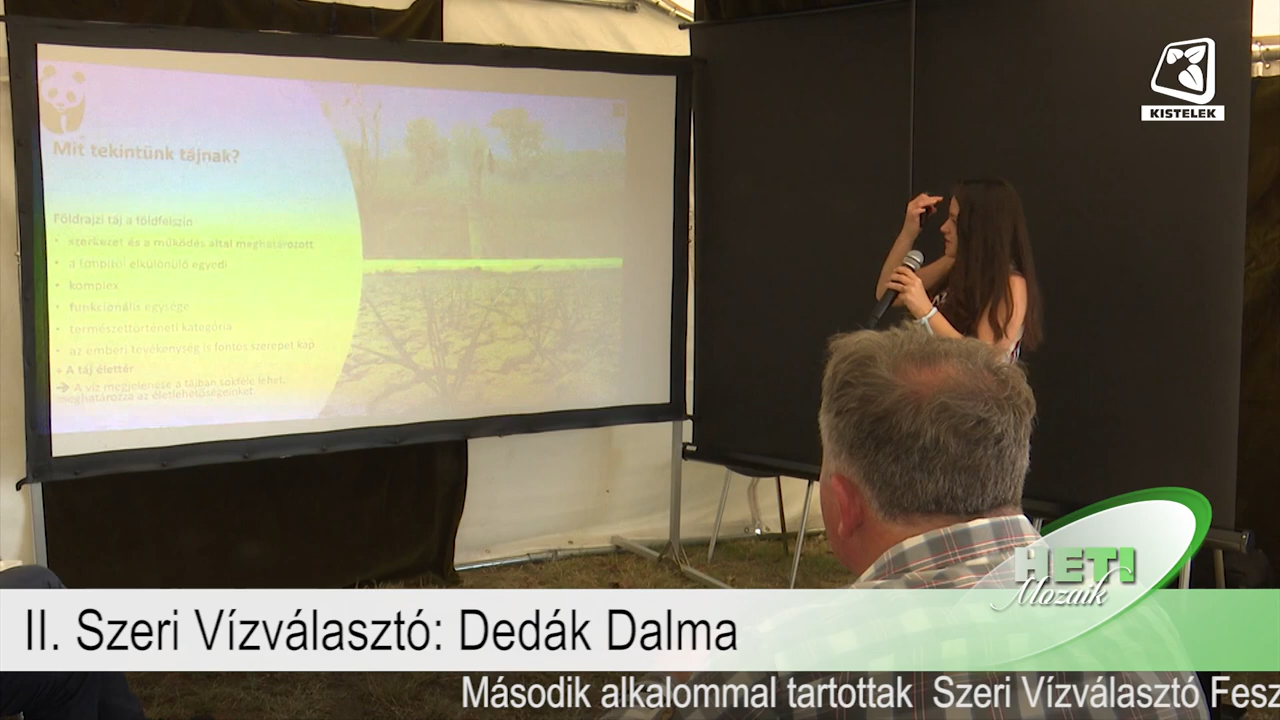 KISTELEK
Mit tekintünk tájnak?
Földrajzi táj a földfelszín
• szerkezet és a működés által meghatározott
• a többitől elkülönülő egyedi
• komplex
• funkcionális egysége
• természettörténeti kategória
• az emberi tevékenység is fontos szerepet kap
+ A táj élettér
➔ A víz megjelenése a tájban sokféle lehet,
meghatározza az életlehetőségeinket.
HETI
Mozaik
II. Szeri Vízválasztó: Dedák Dalma
Második alkalommal tartottak Szeri Vízválasztó Fesz